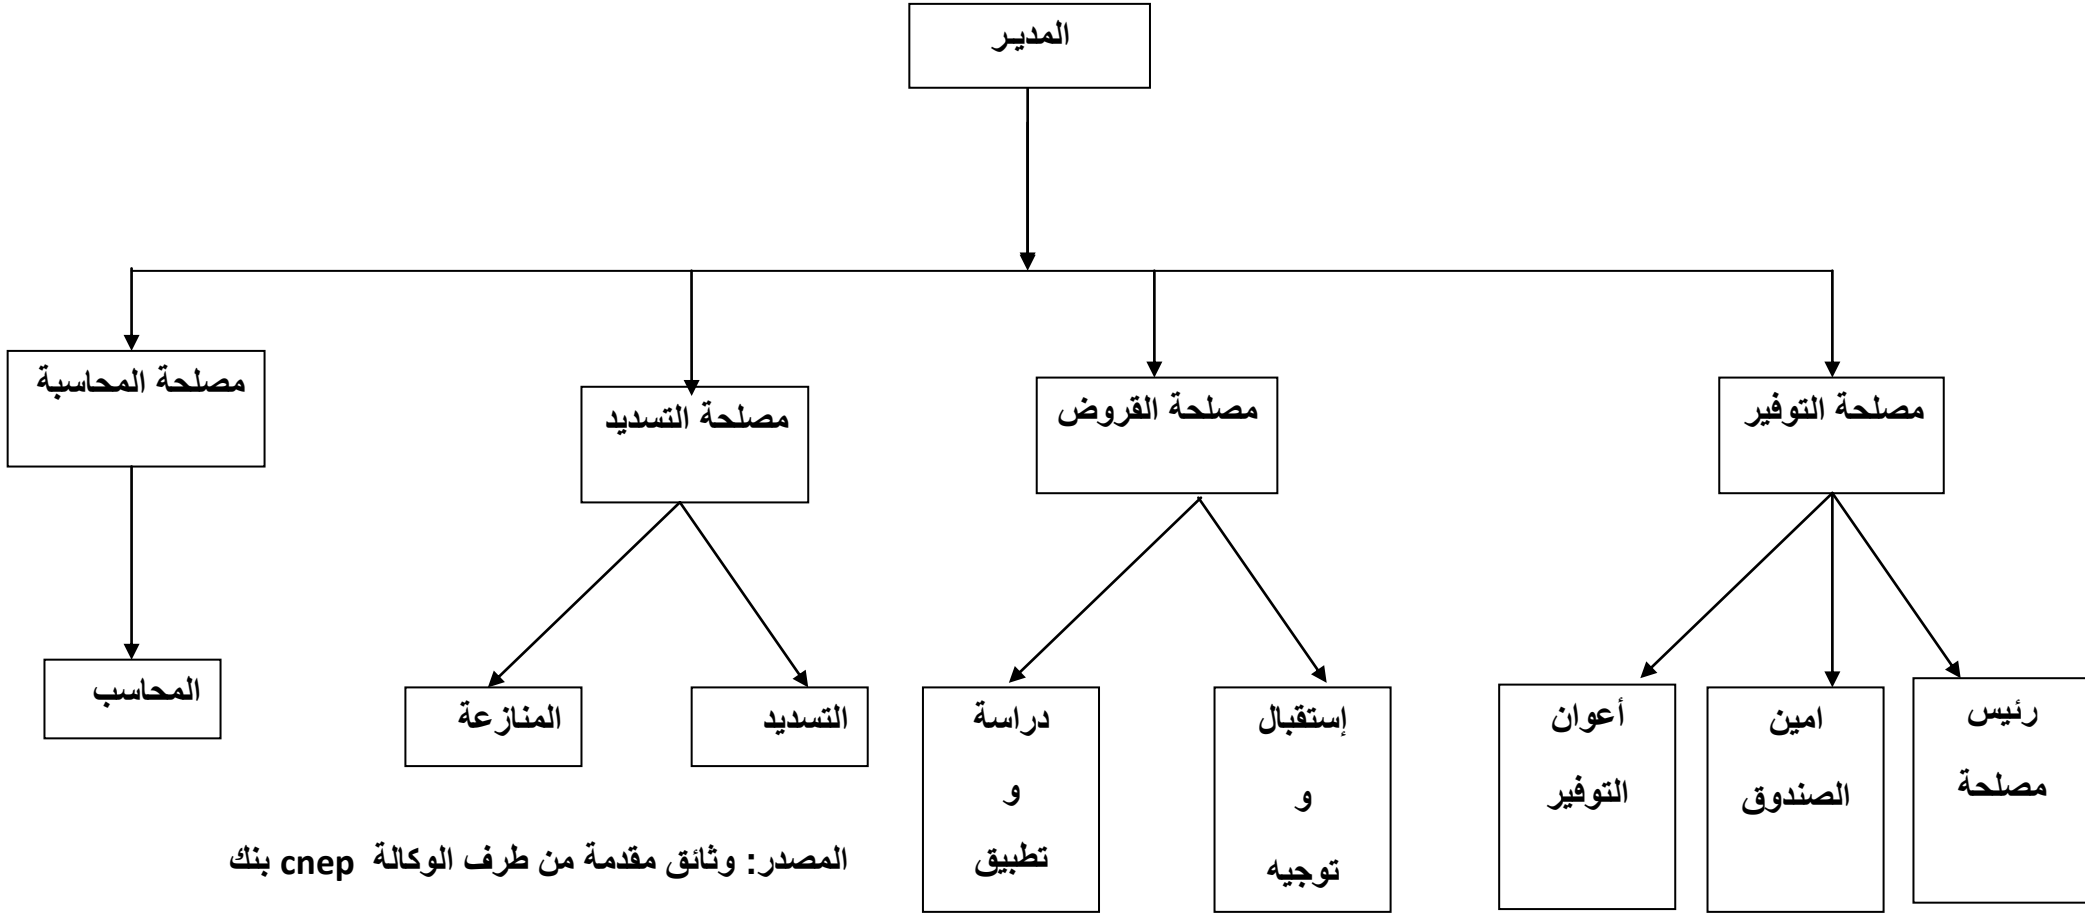 المديـر
مصلحة التوفير
مصلحة القروض
مصلحة التسديد
مصلحة المحاسبة
رئيس
مصلحة
امين
الصندوق
أعوان
التوفير
إستقبال
و
توجيه
دراسة
و
تطبيق
التسديد
المنازعة
المحاسب
المصدر: وثائق مقدمة من طرف الوكالة cnep بنك